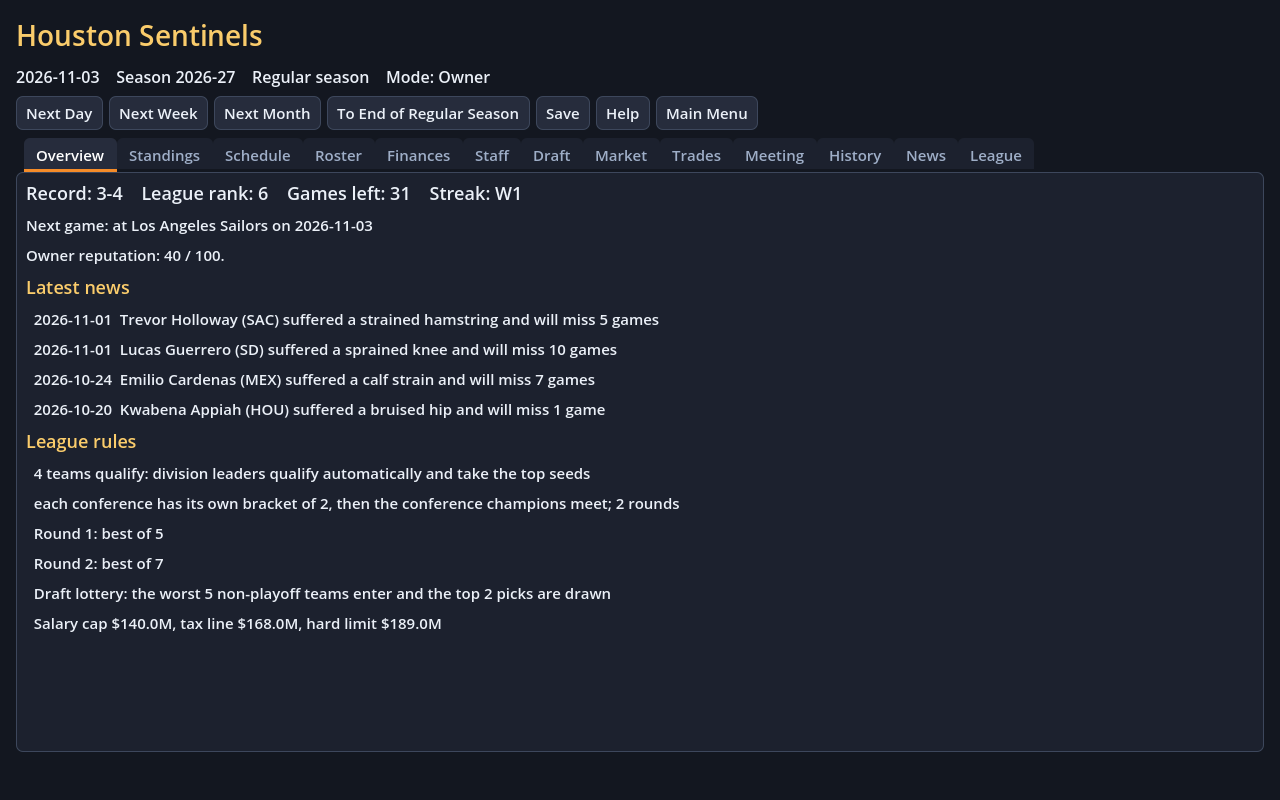 Houston Sentinels
2026-11-03 Season 2026-27 Regular season Mode: Owner
Next Day Next Week Next Month To End of Regular Season Save Help Main Menu
Overview Standings Schedule Roster Finances Staff Draft Market Trades Meeting History News League
Record: 3-4 League rank: 6 Games left: 31 Streak: W1
Next game: at Los Angeles Sailors on 2026-11-03
Owner reputation: 40 / 100.
Latest news
2026-11-01 Trevor Holloway (SAC) suffered a strained hamstring and will miss 5 games
2026-11-01 Lucas Guerrero (SD) suffered a sprained knee and will miss 10 games
2026-10-24 Emilio Cardenas (MEX) suffered a calf strain and will miss 7 games
2026-10-20 Kwabena Appiah (HOU) suffered a bruised hip and will miss 1 game
League rules
4 teams qualify: division leaders qualify automatically and take the top seeds
each conference has its own bracket of 2, then the conference champions meet; 2 rounds
Round 1: best of 5
Round 2: best of 7
Draft lottery: the worst 5 non-playoff teams enter and the top 2 picks are drawn
Salary cap $140.0M, tax line $168.0M, hard limit $189.0M